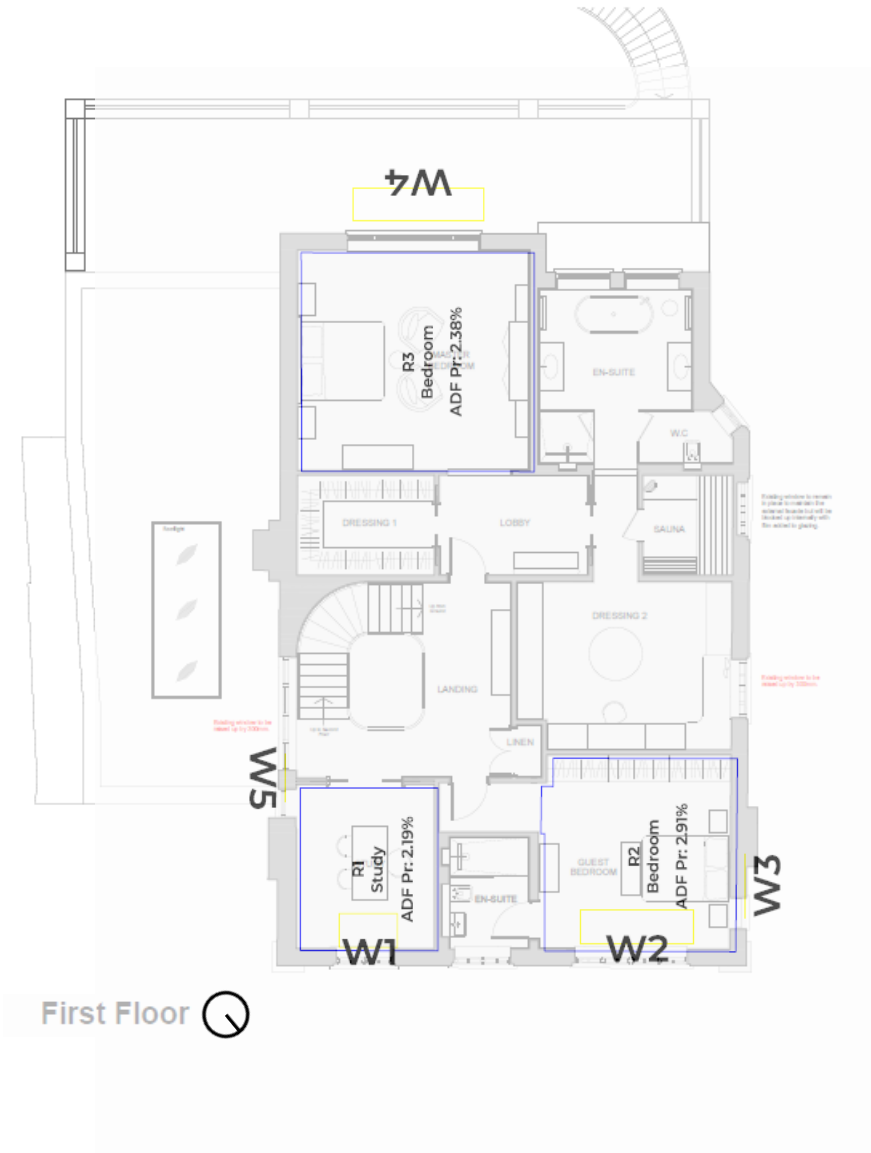 W4
R3
Bedroom
ADF Pr: 2.38%
MASTER
BEDROOM
EN-SUITE
W.C
DRESSING 1
LOBBY
SAUNA
DRESSING 2
LANDING
LINEN
W5
R1
Study
ADF Pr: 2.19%
EN-SUITE
GUEST
BEDROOM
R2
Bedroom
ADF Pr: 2.91%
W3
W1
W2
First Floor